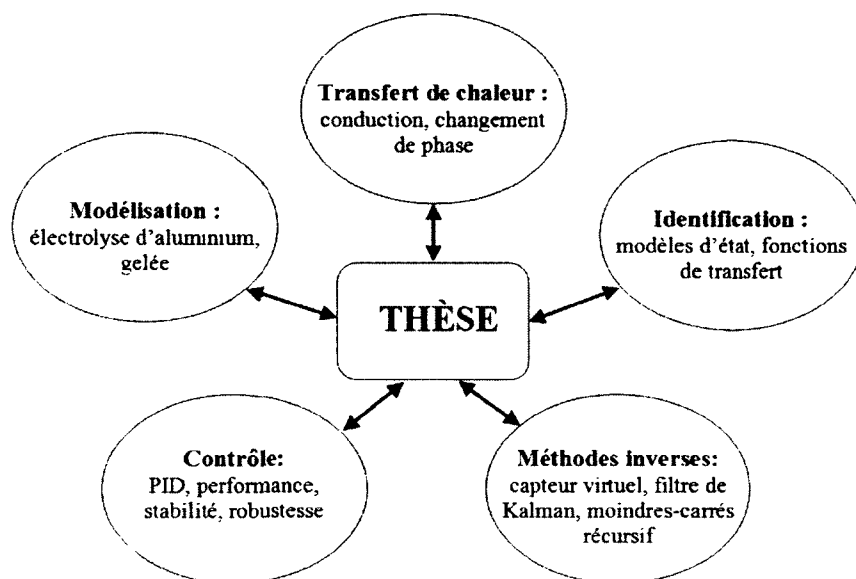 Transfert de chaleur :
conduction, changement
de phase
Modélisation :
électrolyse d'aluminium,
gelée
Identification :
modèles d'état, fonctions
de transfert
THÈSE
Contrôle:
PID, performance,
stabilité, robustesse
Méthodes inverses:
capteur virtuel, filtre de
Kalman, moindres-carrés
récursif